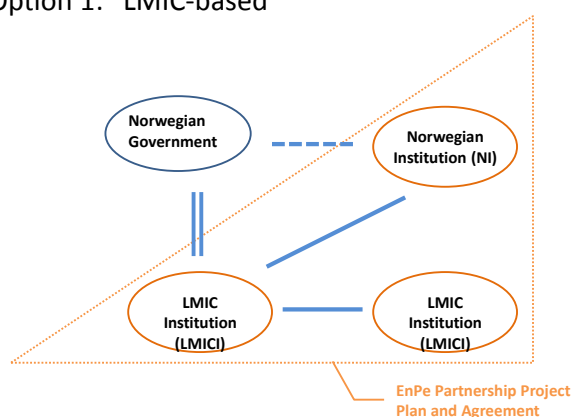 Option 1: "LMIC-based"
Norwegian
Government
Norwegian
Institution (NI)
LMIC
Institution
(LMICI)
LMIC
Institution
(LMICI)
EnPe Partnership Project
Plan and Agreement